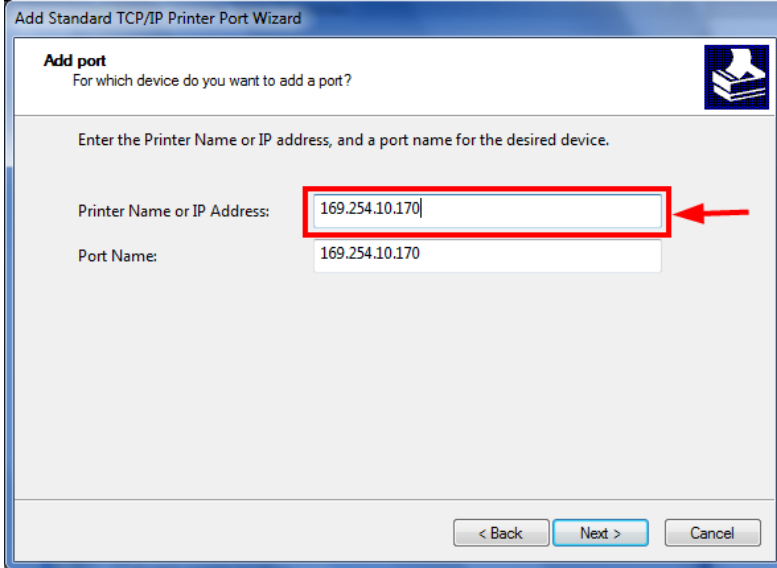 Add Standard TCP/IP Printer Port Wizard
Add port
For which device do you want to add a port?
Enter the Printer Name or IP address, and a port name for the desired device.
Printer Name or IP Address: 169.254.10.170
Port Name: 169.254.10.170
< Back Next > Cancel